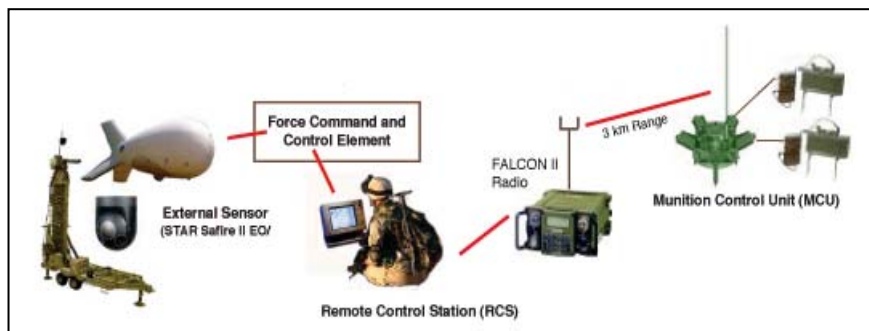 Force Command and
Control Element
External Sensor
(STAR Safire II EO/
Remote Control Station (RCS)
FALCON II
Radio
3 km Range
Munition Control Unit (MCU)